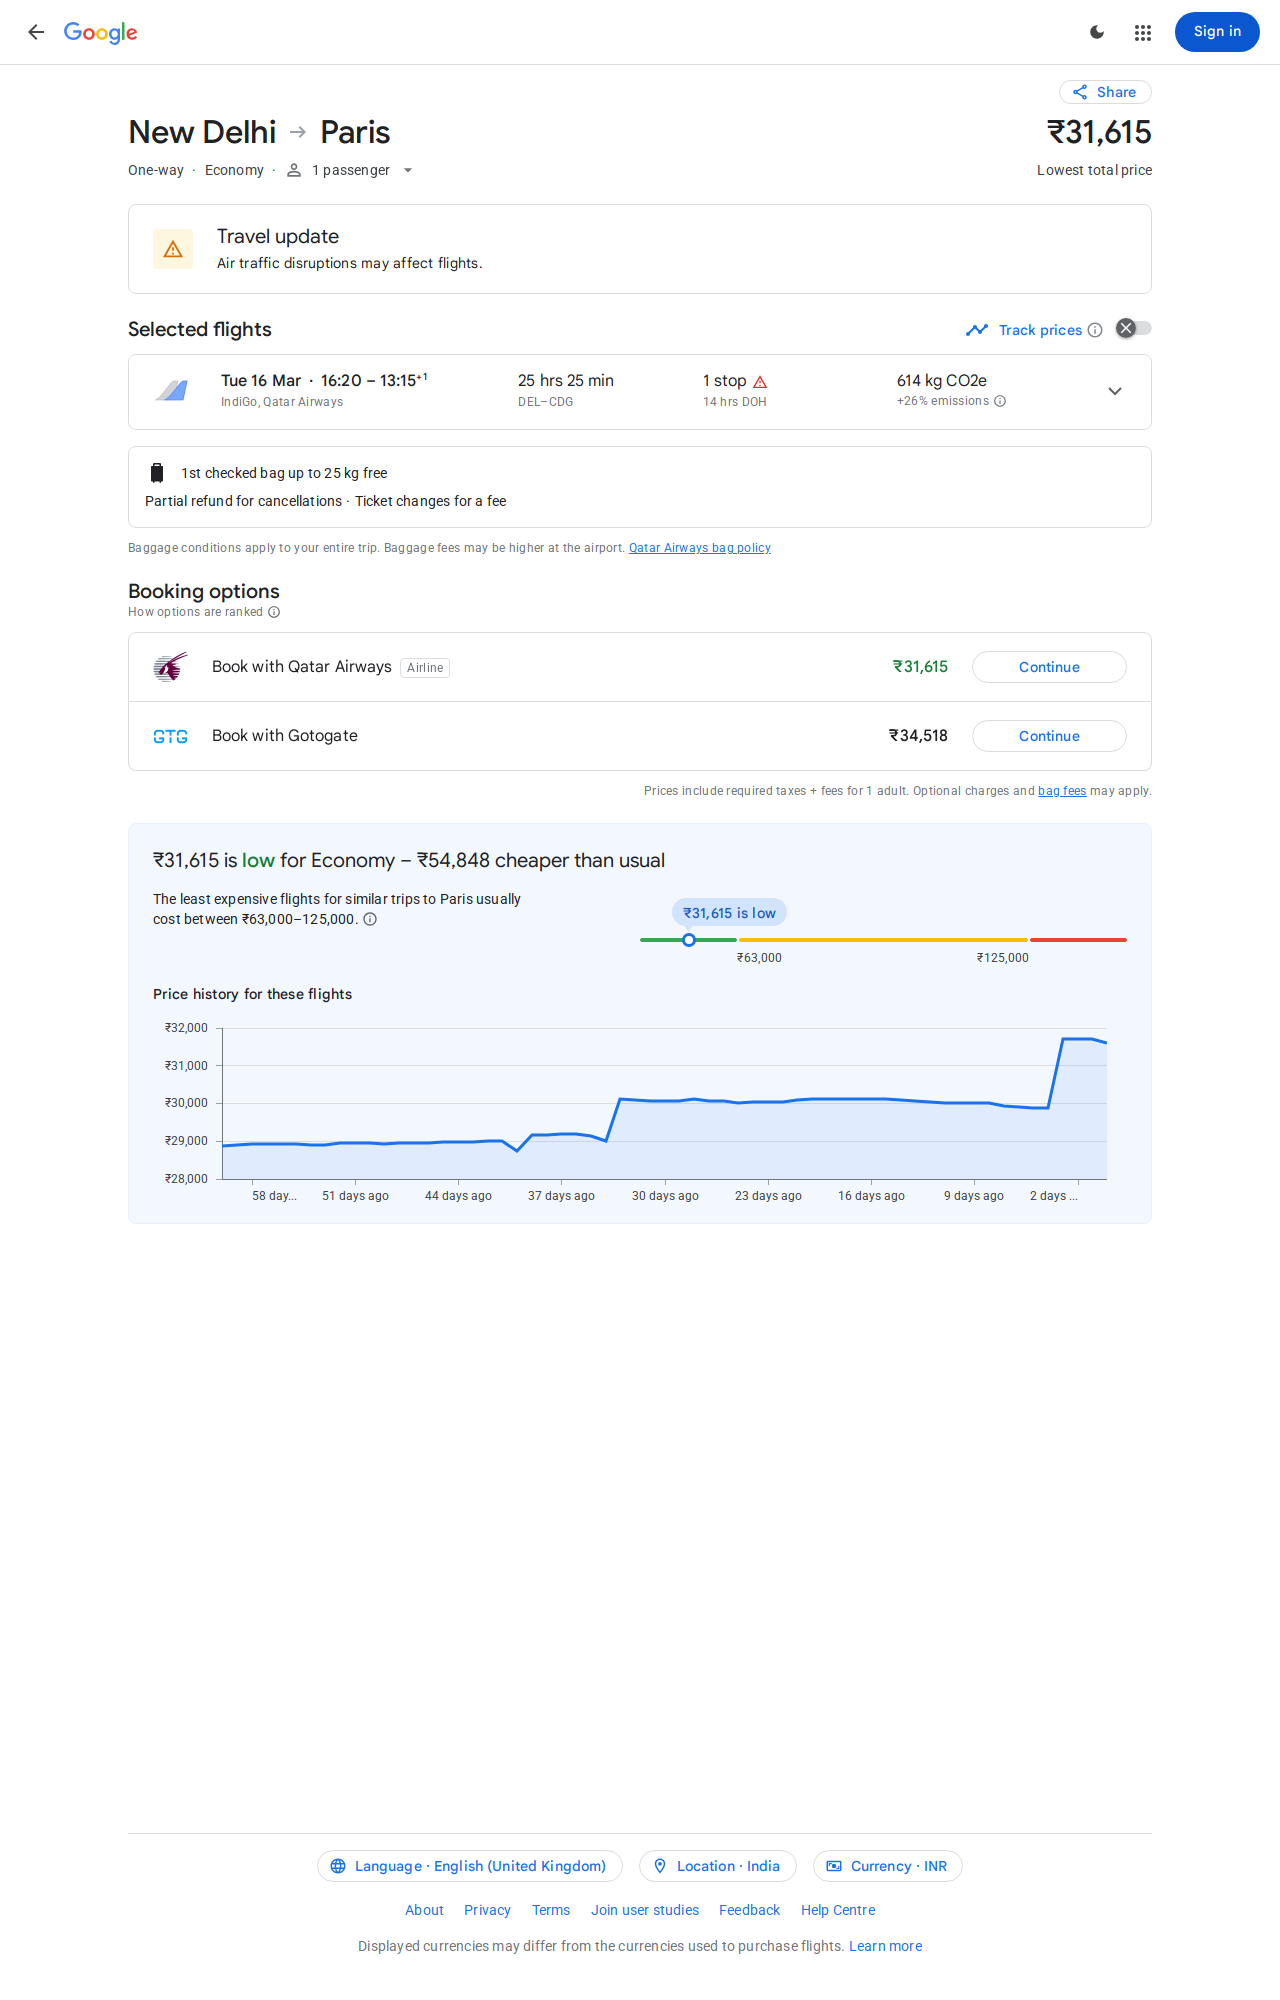 Google
Sign in
Share
New Delhi → Paris
₹31,615
One-way · Economy · 1 passenger
Lowest total price
Travel update
Air traffic disruptions may affect flights.
Selected flights
Track prices
Tue 16 Mar · 16:20 – 13:15+1
25 hrs 25 min
1 stop
614 kg CO2e
IndiGo, Qatar Airways
DEL–CDG
14 hrs DOH
+26% emissions
1st checked bag up to 25 kg free
Partial refund for cancellations · Ticket changes for a fee
Baggage conditions apply to your entire trip. Baggage fees may be higher at the airport. Qatar Airways bag policy
Booking options
How options are ranked
Book with Qatar Airways Airline
₹31,615
Continue
GTG
Book with Gotogate
₹34,518
Continue
Prices include required taxes + fees for 1 adult. Optional charges and bag fees may apply.
₹31,615 is low for Economy – ₹54,848 cheaper than usual
The least expensive flights for similar trips to Paris usually
cost between ₹63,000–125,000.
₹31,615 is low
₹63,000
₹125,000
Price history for these flights
₹32,000
₹31,000
₹30,000
₹29,000
₹28,000
58 day...
51 days ago
44 days ago
37 days ago
30 days ago
23 days ago
16 days ago
9 days ago
2 days ...
Language · English (United Kingdom)
Location · India
Currency · INR
About
Privacy
Terms
Join user studies
Feedback
Help Centre
Displayed currencies may differ from the currencies used to purchase flights. Learn more